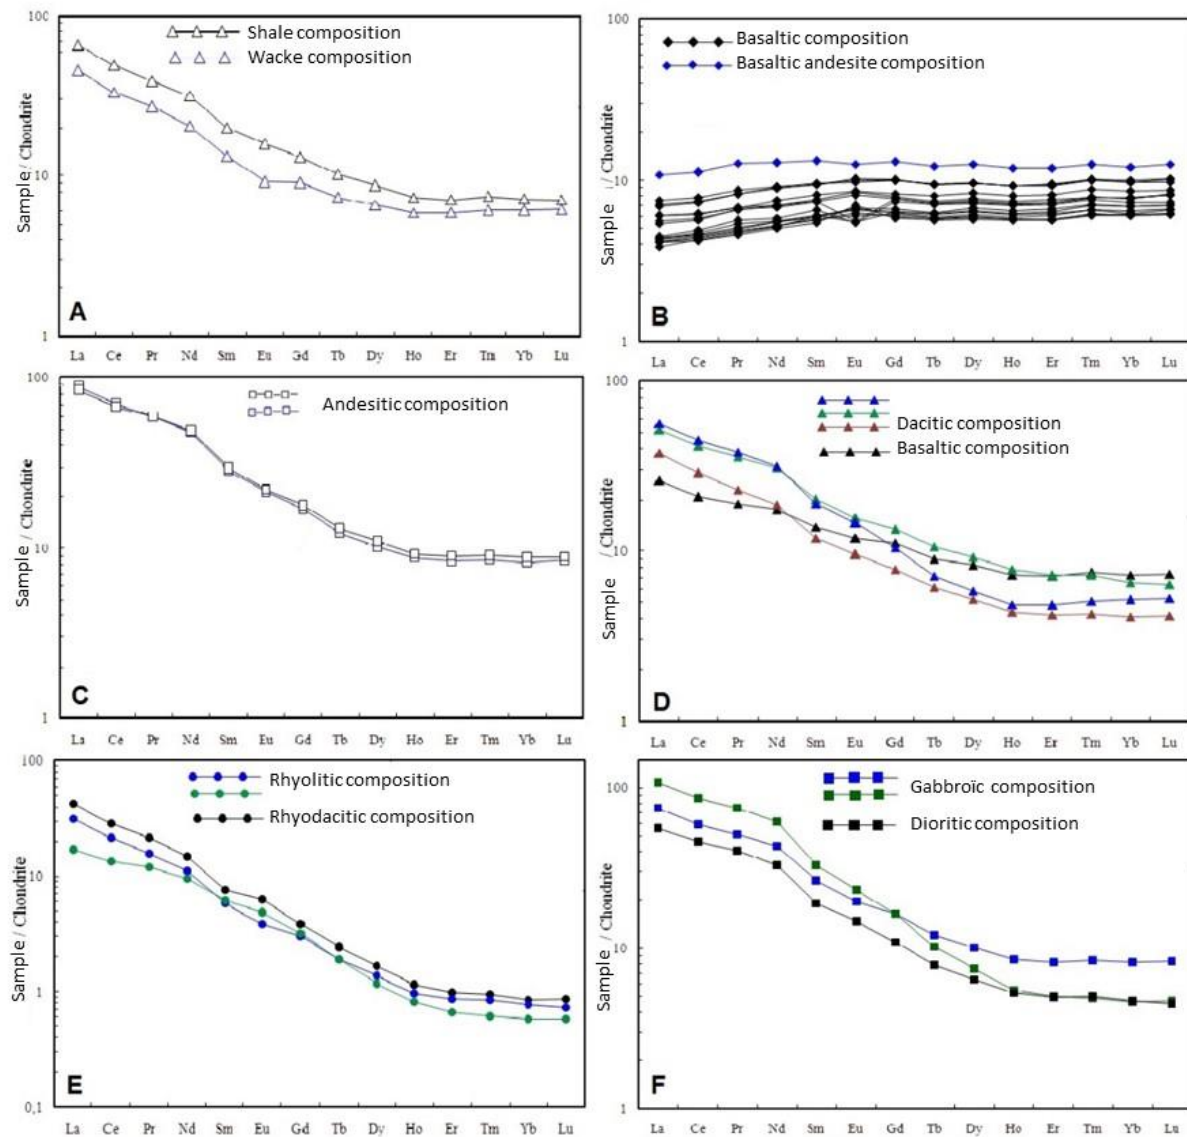 100
Shale composition
Wacke composition
Sample / Chondrite
10
A
1
La Ce Pr Nd Sm Eu Gd Tb Dy Ho Er Tm Yb Lu
100
Basaltic composition
Basaltic andesite composition
Sample / Chondrite
10
B
1
La Ce Pr Nd Sm Eu Gd Tb Dy Ho Er Tm Yb Lu
100
Andesitic composition
Sample / Chondrite
10
C
1
La Ce Pr Nd Sm Eu Gd Tb Dy Ho Er Tm Yb Lu
100
Dacitic composition
Basaltic composition
Sample / Chondrite
10
D
1
La Ce Pr Nd Sm Eu Gd Tb Dy Ho Er Tm Yb Lu
100
Rhyolitic composition
Rhyodacitic composition
Sample / Chondrite
10
1
E
0,1
La Ce Pr Nd Sm Eu Gd Tb Dy Ho Er Tm Yb Lu
100
Gabbroïc composition
Dioritic composition
Sample / Chondrite
10
F
1
La Ce Pr Nd Sm Eu Gd Tb Dy Ho Er Tm Yb Lu